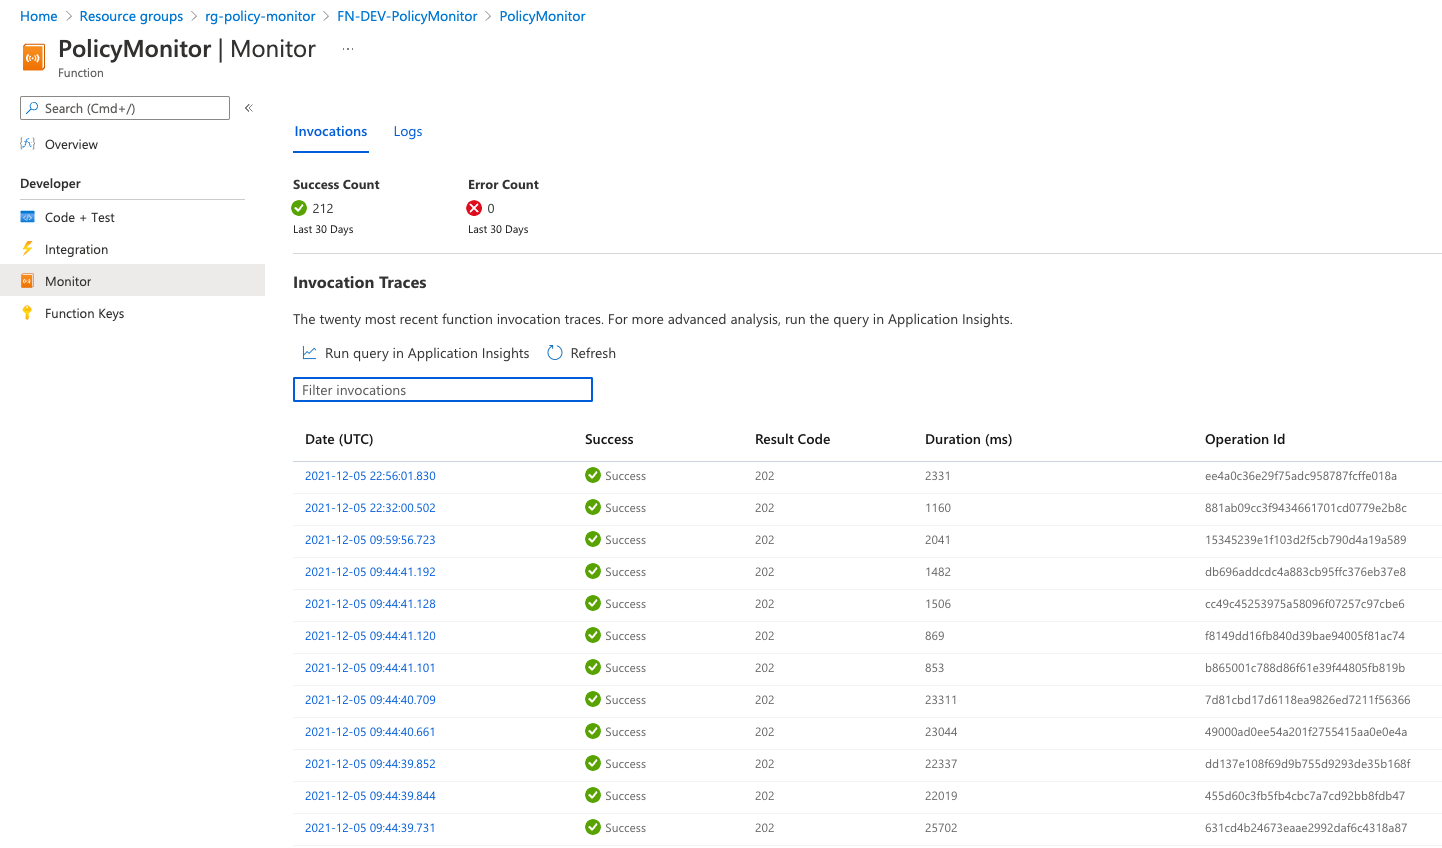 Home > Resource groups > rg-policy-monitor > FN-DEV-PolicyMonitor > PolicyMonitor
PolicyMonitor | Monitor ...
Function
Search (Cmd+/) «
Overview
Developer
Code + Test
Integration
Monitor
Function Keys
Invocations Logs
Success Count Error Count
212 0
Last 30 Days Last 30 Days
Invocation Traces
The twenty most recent function invocation traces. For more advanced analysis, run the query in Application Insights.
Run query in Application Insights Refresh
Filter invocations
Date (UTC) Success Result Code Duration (ms) Operation Id
2021-12-05 22:56:01.830 Success 202 2331 ee4a0c36e29f75adc958787fcffe018a
2021-12-05 22:32:00.502 Success 202 1160 881ab09cc3f9434661701cd0779e2b8c
2021-12-05 09:59:56.723 Success 202 2041 15345239e1f103d2f5cb790d4a19a589
2021-12-05 09:44:41.192 Success 202 1482 db696addcdc4a883cb95ffc376eb37e8
2021-12-05 09:44:41.128 Success 202 1506 cc49c45253975a58096f07257c97cbe6
2021-12-05 09:44:41.120 Success 202 869 f8149dd16fb840d39bae94005f81ac74
2021-12-05 09:44:41.101 Success 202 853 b865001c788d86f61e39f44805fb819b
2021-12-05 09:44:40.709 Success 202 23311 7d81cbd17d6118ea9826ed7211f56366
2021-12-05 09:44:40.661 Success 202 23044 49000ad0ee54a201f2755415aa0e0e4a
2021-12-05 09:44:39.852 Success 202 22337 dd137e108f69d9b755d9293de35b168f
2021-12-05 09:44:39.844 Success 202 22019 455d60c3fb5fb4cbc7a7cd92bb8fdb47
2021-12-05 09:44:39.731 Success 202 25702 631cd4b24673eaae2992daf6c4318a87